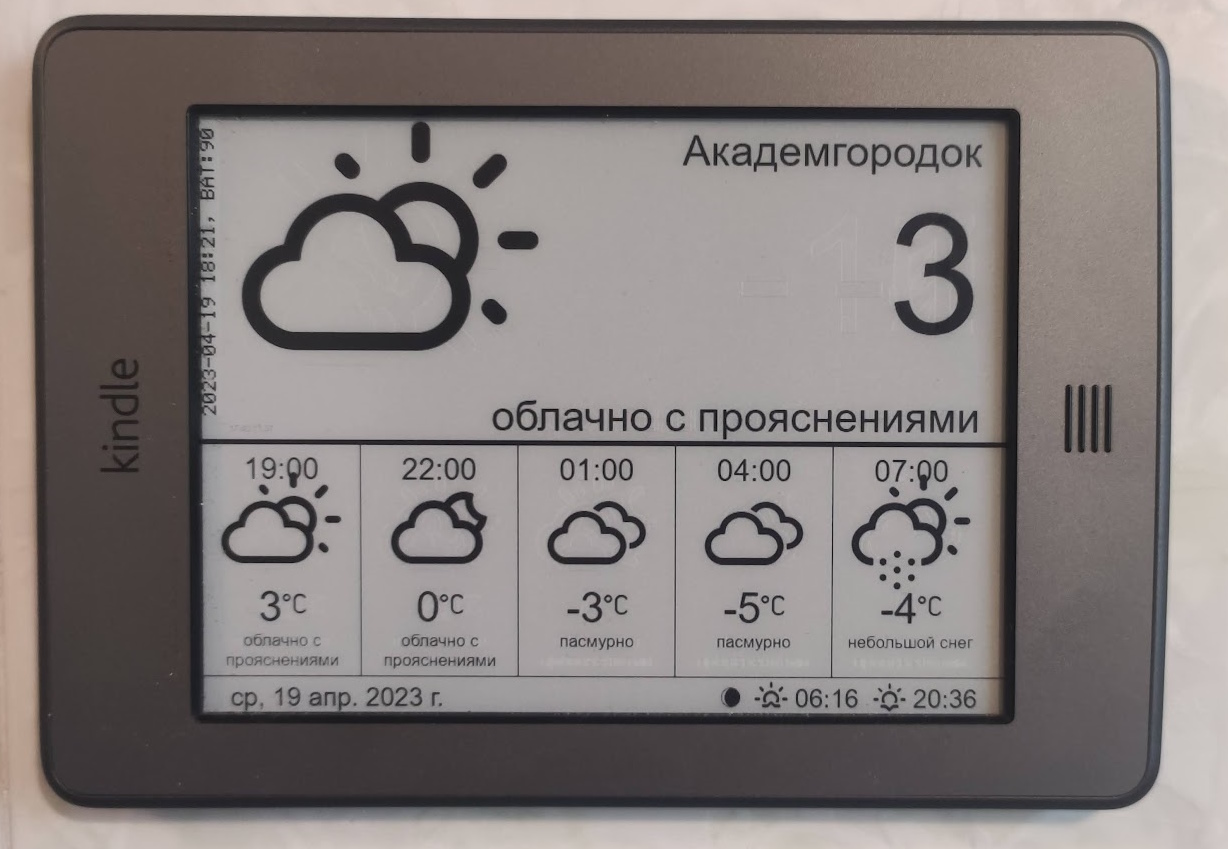 kindle
2023-04-19 18:21, BAT:90
Академгородок
3
облачно с прояснениями
19:00 22:00 01:00 04:00 07:00
3°C 0°C -3°C -5°C -4°C
облачно с прояснениями облачно с прояснениями пасмурно пасмурно небольшой снег
ср, 19 апр. 2023 г. 06:16 20:36